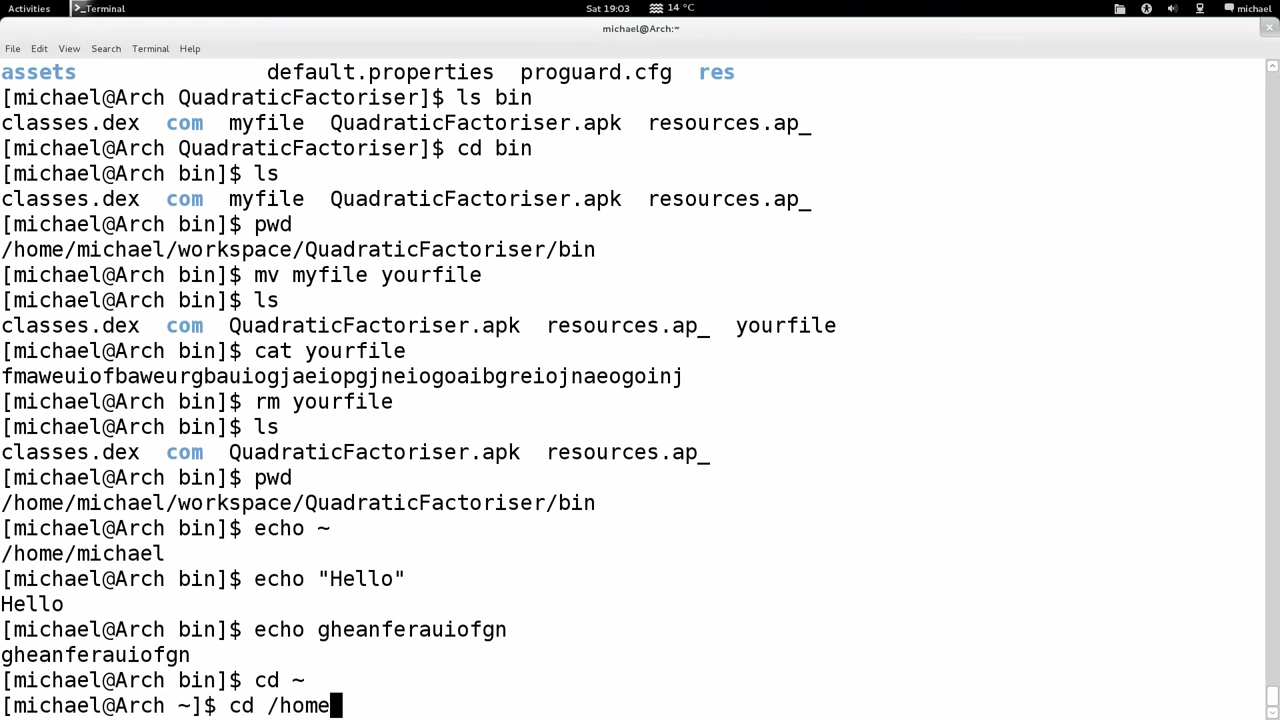 Activities Terminal Sat 19:03 14 °C michael
michael@Arch:~
File Edit View Search Terminal Help
assets default.properties proguard.cfg res
[michael@Arch QuadraticFactoriser]$ ls bin
classes.dex com myfile QuadraticFactoriser.apk resources.ap_
[michael@Arch QuadraticFactoriser]$ cd bin
[michael@Arch bin]$ ls
classes.dex com myfile QuadraticFactoriser.apk resources.ap_
[michael@Arch bin]$ pwd
/home/michael/workspace/QuadraticFactoriser/bin
[michael@Arch bin]$ mv myfile yourfile
[michael@Arch bin]$ ls
classes.dex com QuadraticFactoriser.apk resources.ap_ yourfile
[michael@Arch bin]$ cat yourfile
fmaweuiofbaweurgbauiogjaeiopgjneiogoaibgreiojnaeogoinj
[michael@Arch bin]$ rm yourfile
[michael@Arch bin]$ ls
classes.dex com QuadraticFactoriser.apk resources.ap_
[michael@Arch bin]$ pwd
/home/michael/workspace/QuadraticFactoriser/bin
[michael@Arch bin]$ echo ~
/home/michael
[michael@Arch bin]$ echo "Hello"
Hello
[michael@Arch bin]$ echo gheanferauiofgn
gheanferauiofgn
[michael@Arch bin]$ cd ~
[michael@Arch ~]$ cd /home